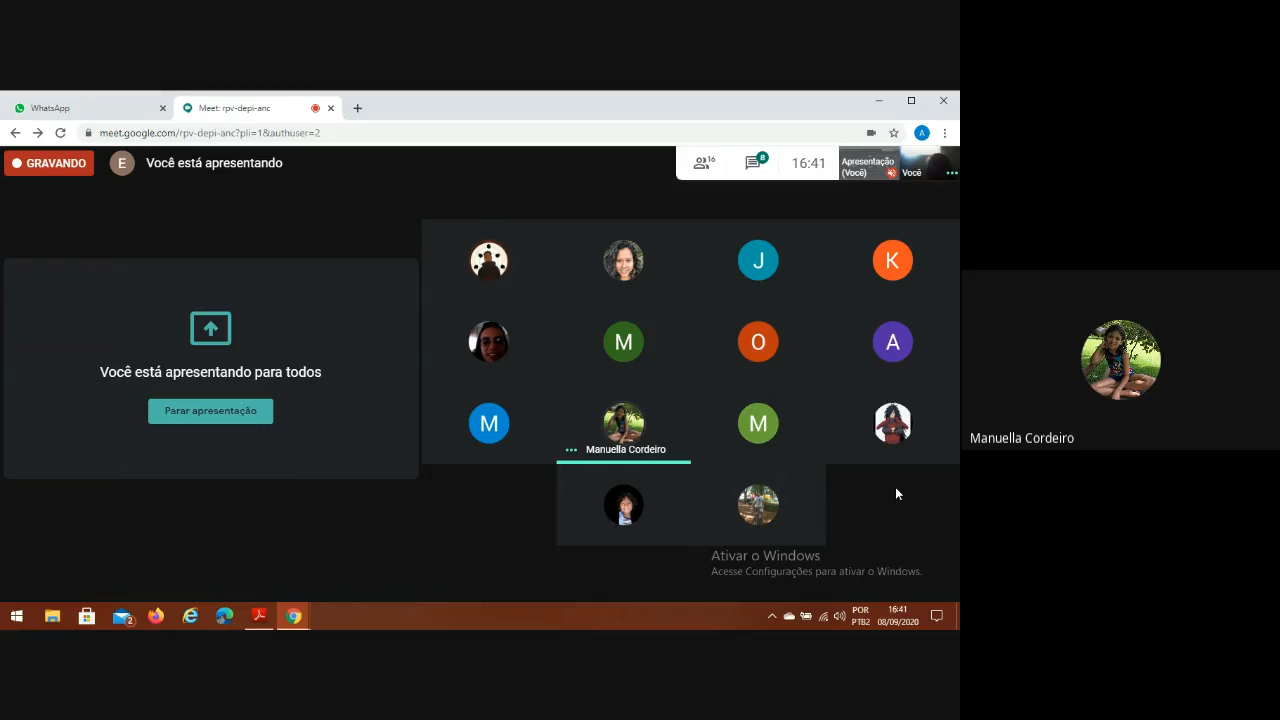 WhatsApp
Meet: rpv-depi-anc
meet.google.com/rpv-depi-anc?pli=1&authuser=2
A
GRAVANDO
E
Você está apresentando
16
8
16:41
Apresentação
(Você)
Você
J
K
Você está apresentando para todos
Parar apresentação
M
O
A
M
M
Manuella Cordeiro
Manuella Cordeiro
Ativar o Windows
Acesse Configurações para ativar o Windows.
2
POR
PTB2
16:41
08/09/2020